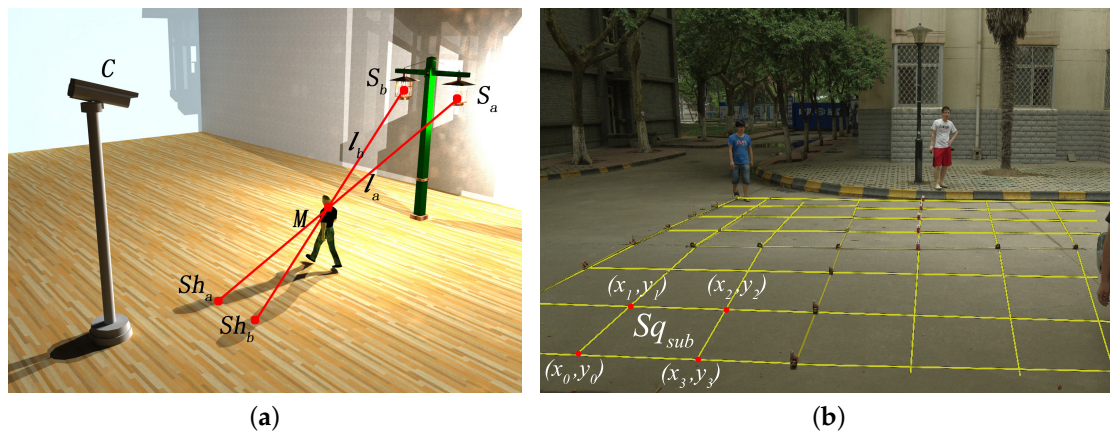 C
S_b
S_a
l_b
l_a
M
Sh_a
Sh_b
(x_1,y_1)
(x_2,y_2)
Sq_sub
(x_0,y_0)
(x_3,y_3)
(a)
(b)